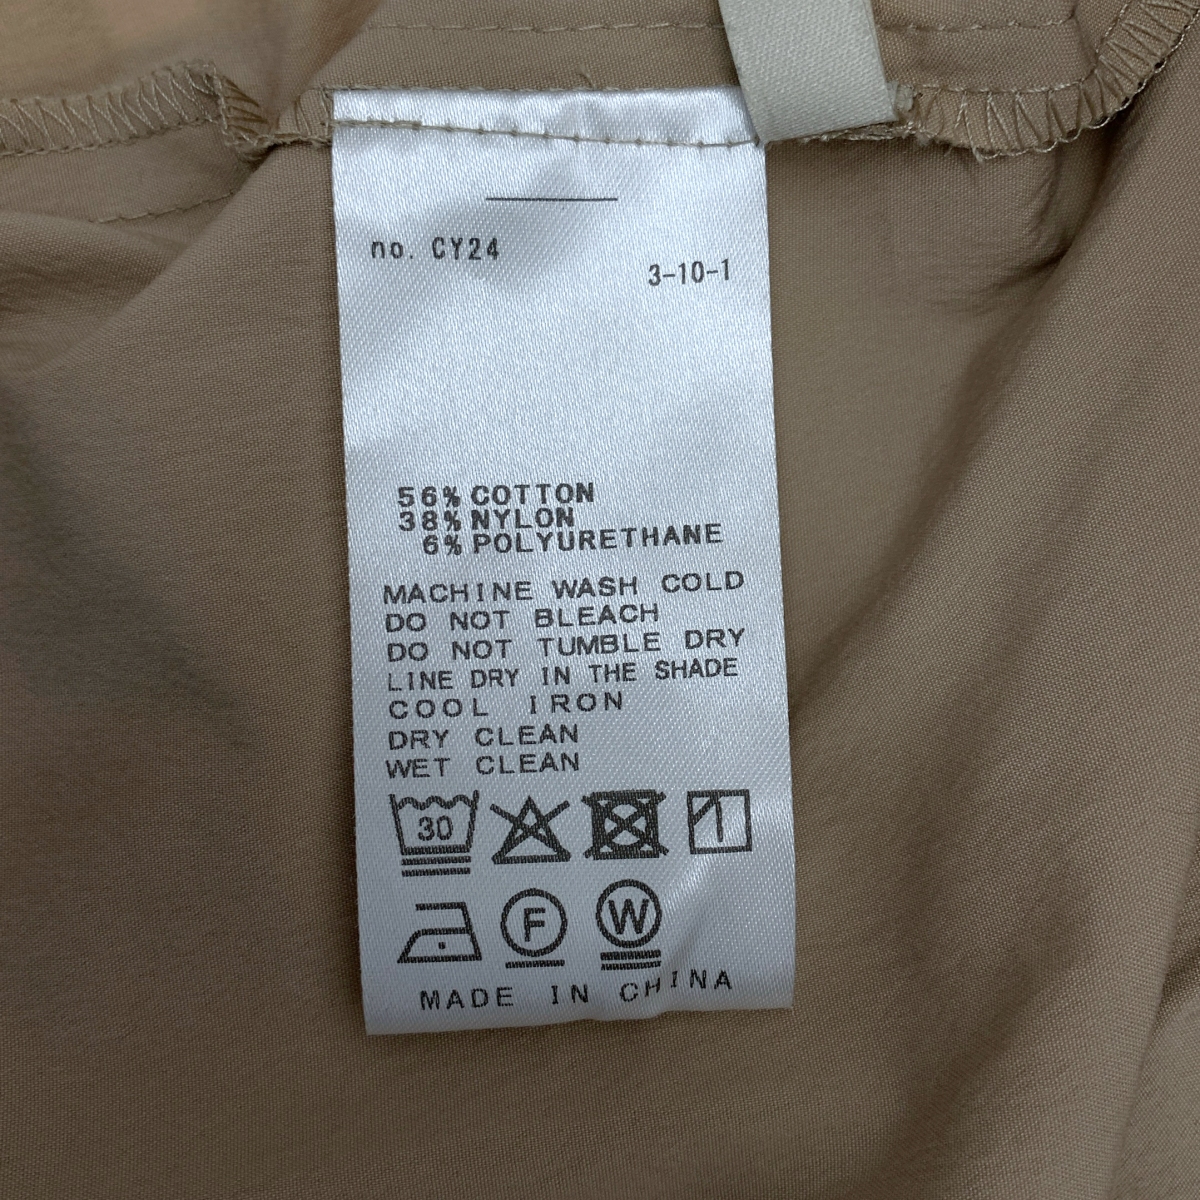 no. CY24
3-10-1
56% COTTON
38% NYLON
6% POLYURETHANE
MACHINE WASH COLD
DO NOT BLEACH
DO NOT TUMBLE DRY
LINE DRY IN THE SHADE
COOL IRON
DRY CLEAN
WET CLEAN
30
F W
MADE IN CHINA